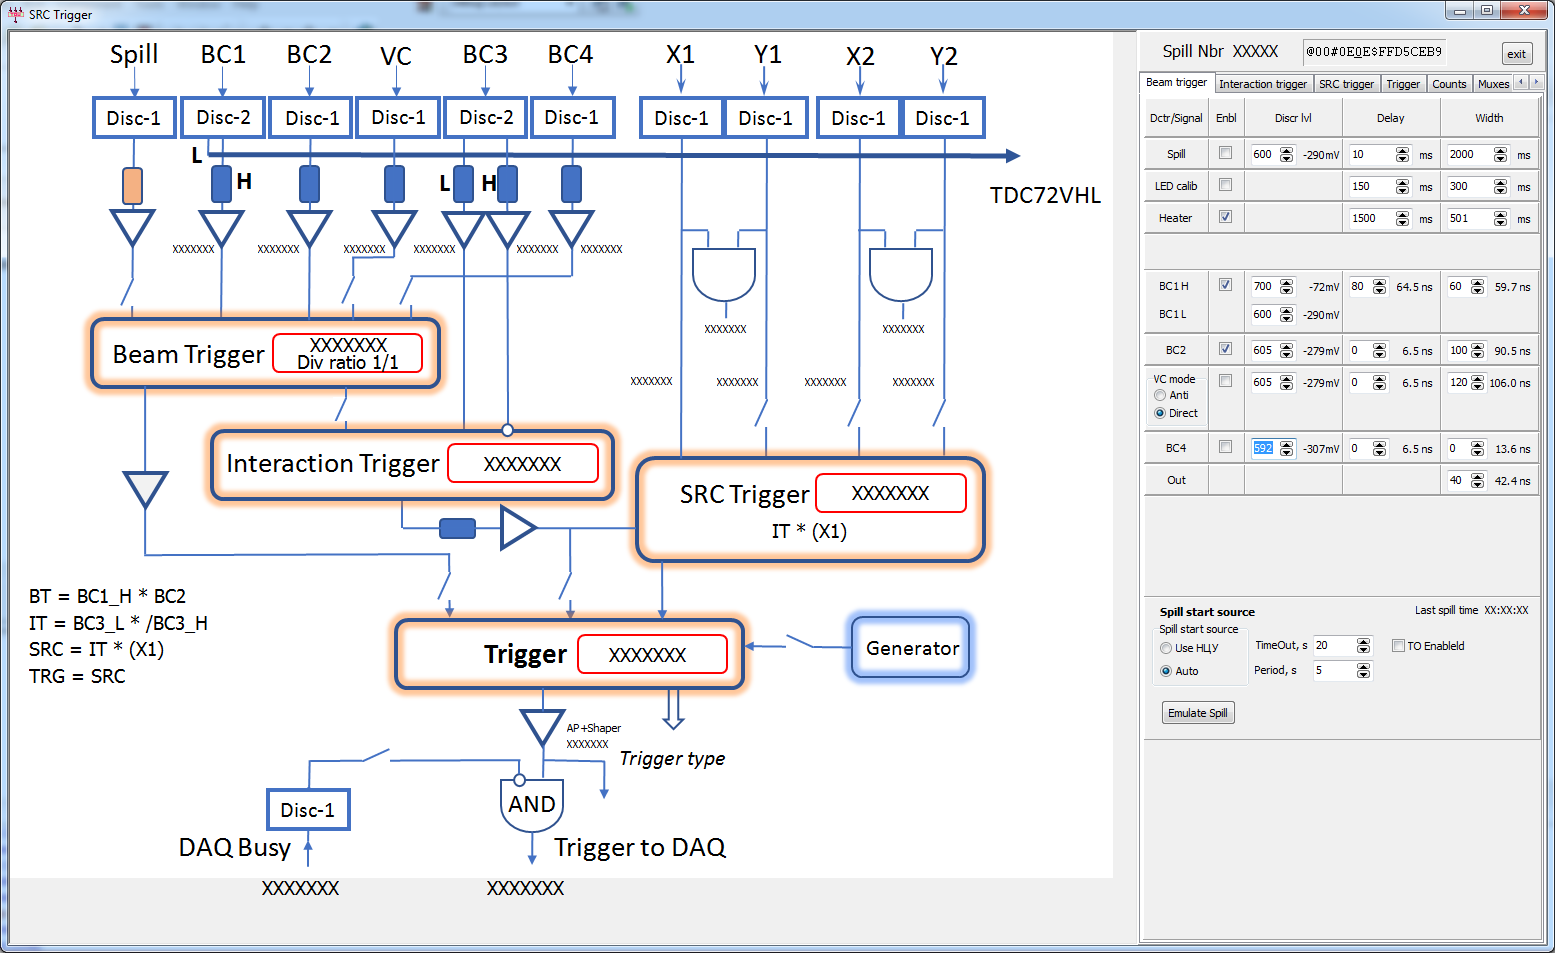 SRC Trigger
Spill BC1 BC2 VC BC3 BC4 X1 Y1 X2 Y2
Disc-1 Disc-2 Disc-1 Disc-1 Disc-2 Disc-1 Disc-1 Disc-1 Disc-1 Disc-1
L
H L H
TDC72VHL
XXXXXXX XXXXXXX XXXXXXX XXXXXXX XXXXXXX XXXXXXX
XXXXXXX XXXXXXX
Beam Trigger XXXXXXX
Div ratio 1/1
XXXXXXX XXXXXXX XXXXXXX XXXXXXX
Interaction Trigger XXXXXXX
SRC Trigger XXXXXXX
IT * (X1)
BT = BC1_H * BC2
IT = BC3_L * /BC3_H
SRC = IT * (X1)
TRG = SRC
Trigger XXXXXXX
Generator
AP+Shaper
XXXXXXX
Trigger type
Disc-1
AND
DAQ Busy
Trigger to DAQ
XXXXXXX XXXXXXX
Spill Nbr XXXXX @00#0E0E$FFD5CEB9 exit
Beam trigger Interaction trigger SRC trigger Trigger Counts Muxes
Dctr/Signal Enbl Discr lvl Delay Width
Spill 600 -290mV 10 ms 2000 ms
LED calib 150 ms 300 ms
Heater 1500 ms 501 ms
BC1 H 700 -72mV 80 64.5 ns 60 59.7 ns
BC1 L 600 -290mV
BC2 605 -279mV 0 6.5 ns 100 90.5 ns
VC mode 605 -279mV 0 6.5 ns 120 106.0 ns
Anti
Direct
BC4 592 -307mV 0 6.5 ns 0 13.6 ns
Out 40 42.4 ns
Spill start source Last spill time XX:XX:XX
Spill start source
Use НЦУ TimeOut, s 20 TO Enableld
Auto Period, s 5
Emulate Spill